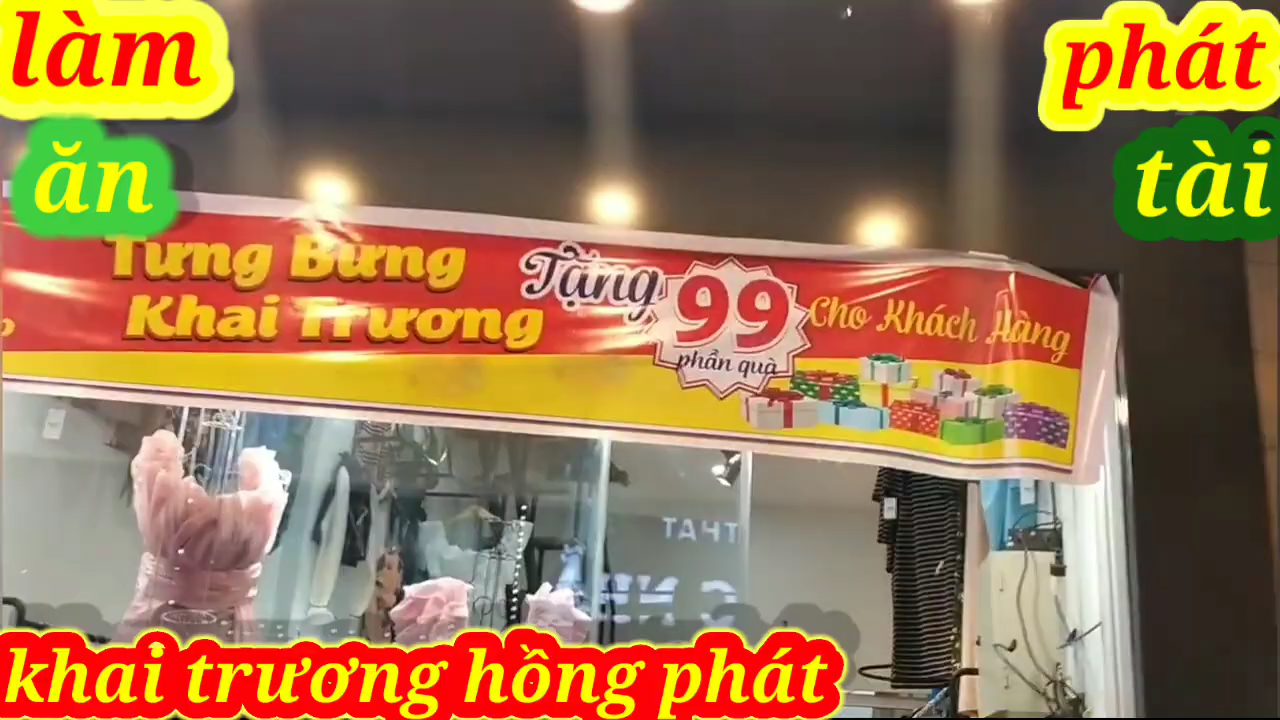 làm
ăn
phát
tài
Tưng Bừng
Khai Trương
Tặng
99
phần quà
Cho Khách Hàng
THAT
khai trương hồng phát